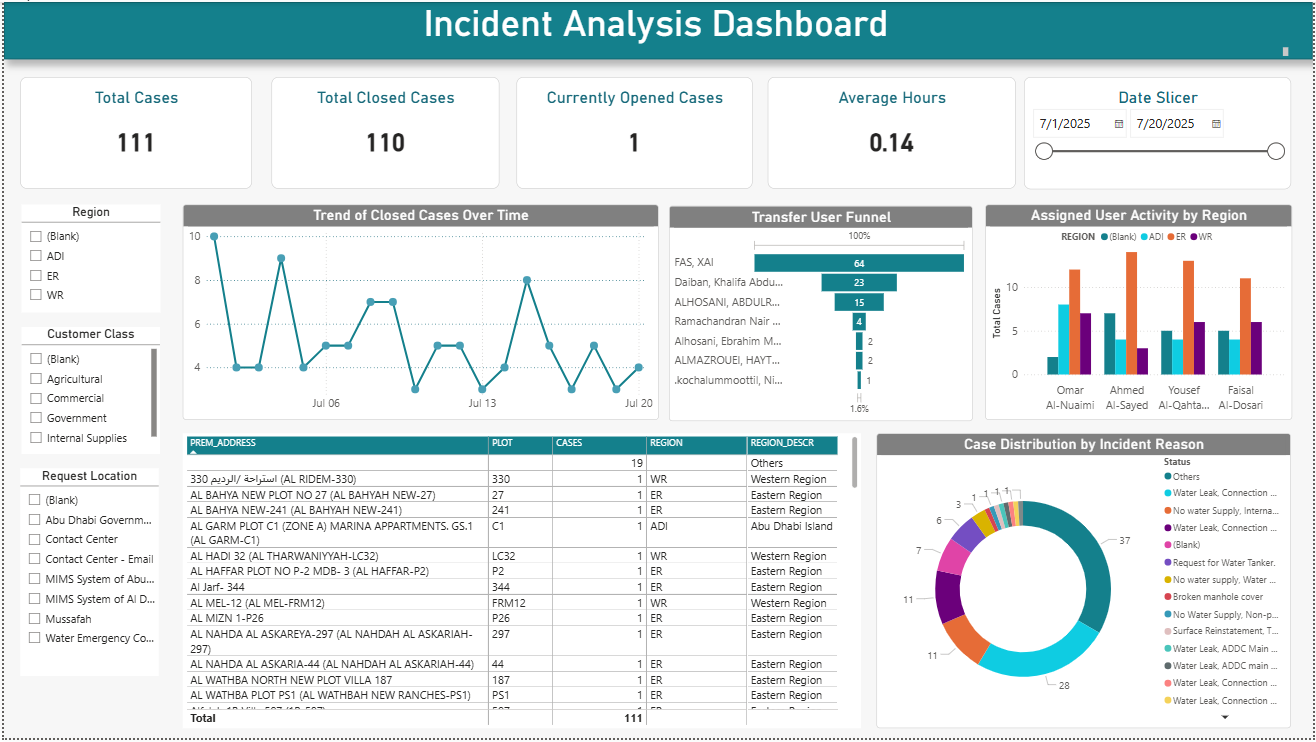 Incident Analysis Dashboard
Total Cases
111
Total Closed Cases
110
Currently Opened Cases
1
Average Hours
0.14
Date Slicer
7/1/2025 7/20/2025
Region
(Blank)
ADI
ER
WR
Customer Class
(Blank)
Agricultural
Commercial
Government
Internal Supplies
Request Location
(Blank)
Abu Dhabi Governm...
Contact Center
Contact Center - Email
MIMS System of Abu...
MIMS System of Al D...
Mussafah
Water Emergency Co...
Trend of Closed Cases Over Time
10
8
6
4
Jul 06 Jul 13 Jul 20
Transfer User Funnel
100%
FAS, XAI 64
Daiban, Khalifa Abdu... 23
ALHOSANI, ABDULR... 15
Ramachandran Nair ... 4
Alhosani, Ebrahim M... 2
ALMAZROUEI, HAYT... 2
.kochalummoottil, Ni... 1
1.6%
Assigned User Activity by Region
REGION (Blank) ADI ER WR
Total Cases
10
5
0
Omar Ahmed Yousef Faisal
Al-Nuaimi Al-Sayed Al-Qahta... Al-Dosari
PREM_ADDRESS PLOT CASES REGION REGION_DESCR
19 Others
330 استراحة /الرديم (AL RIDEM-330) 330 1 WR Western Region
AL BAHYA NEW PLOT NO 27 (AL BAHYAH NEW-27) 27 1 ER Eastern Region
AL BAHYA NEW-241 (AL BAHYAH NEW-241) 241 1 ER Eastern Region
AL GARM PLOT C1 (ZONE A) MARINA APPARTMENTS. GS.1 C1 1 ADI Abu Dhabi Island
(AL GARM-C1)
AL HADI 32 (AL THARWANIYYAH-LC32) LC32 1 WR Western Region
AL HAFFAR PLOT NO P-2 MDB- 3 (AL HAFFAR-P2) P2 1 ER Eastern Region
Al Jarf- 344 344 1 ER Eastern Region
AL MEL-12 (AL MEL-FRM12) FRM12 1 WR Western Region
AL MIZN 1-P26 P26 1 ER Eastern Region
AL NAHDA AL ASKAREYA-297 (AL NAHDAH AL ASKARIAH- 297 1 ER Eastern Region
297)
AL NAHDA AL ASKARIA-44 (AL NAHDAH AL ASKARIAH-44) 44 1 ER Eastern Region
AL WATHBA NORTH NEW PLOT VILLA 187 187 1 ER Eastern Region
AL WATHBA PLOT PS1 (AL WATHBAH NEW RANCHES-PS1) PS1 1 ER Eastern Region
Total 111
Case Distribution by Incident Reason
37
28
11
11
7
6
3
1
1
1
1
Status
Others
Water Leak, Connection ...
No water Supply, Interna...
Water Leak, Connection ...
(Blank)
Request for Water Tanker.
No water supply, Water ...
Broken manhole cover
No Water Supply, Non-p...
Surface Reinstatement, T...
Water Leak, ADDC Main ...
Water Leak, ADDC main ...
Water Leak, Connection ...
Water Leak, Connection ...